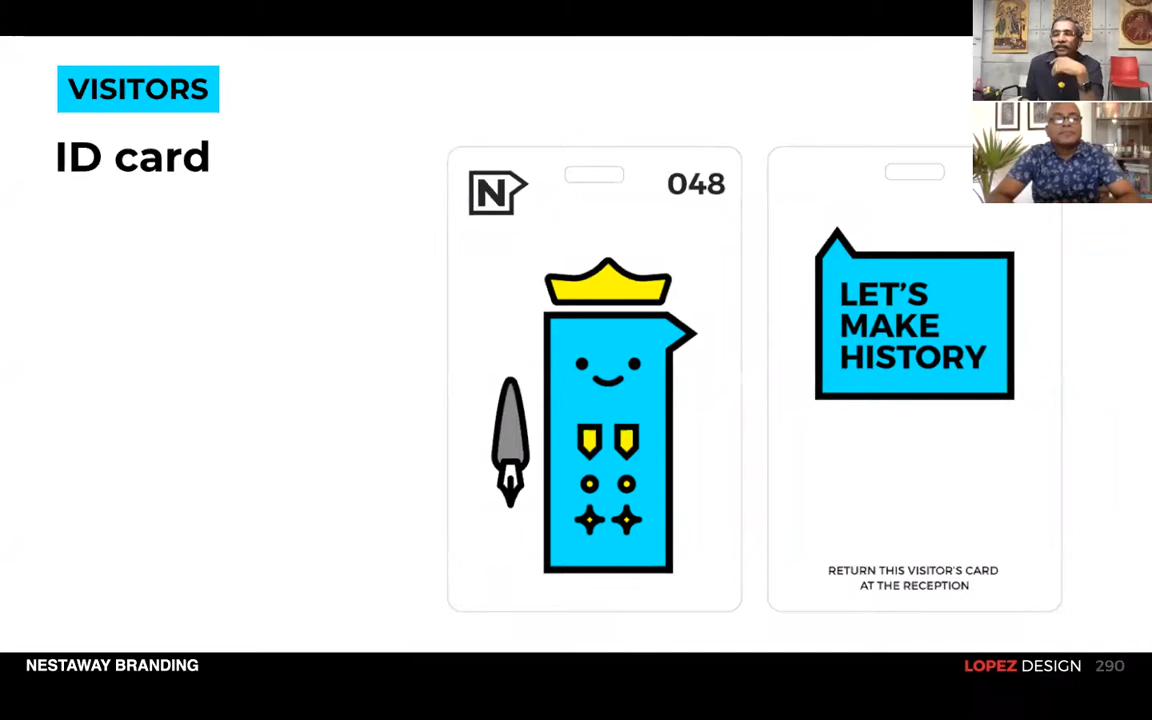 VISITORS
ID card
N
048
LET'S
MAKE
HISTORY
RETURN THIS VISITOR'S CARD
AT THE RECEPTION
NESTAWAY BRANDING
LOPEZ DESIGN 290